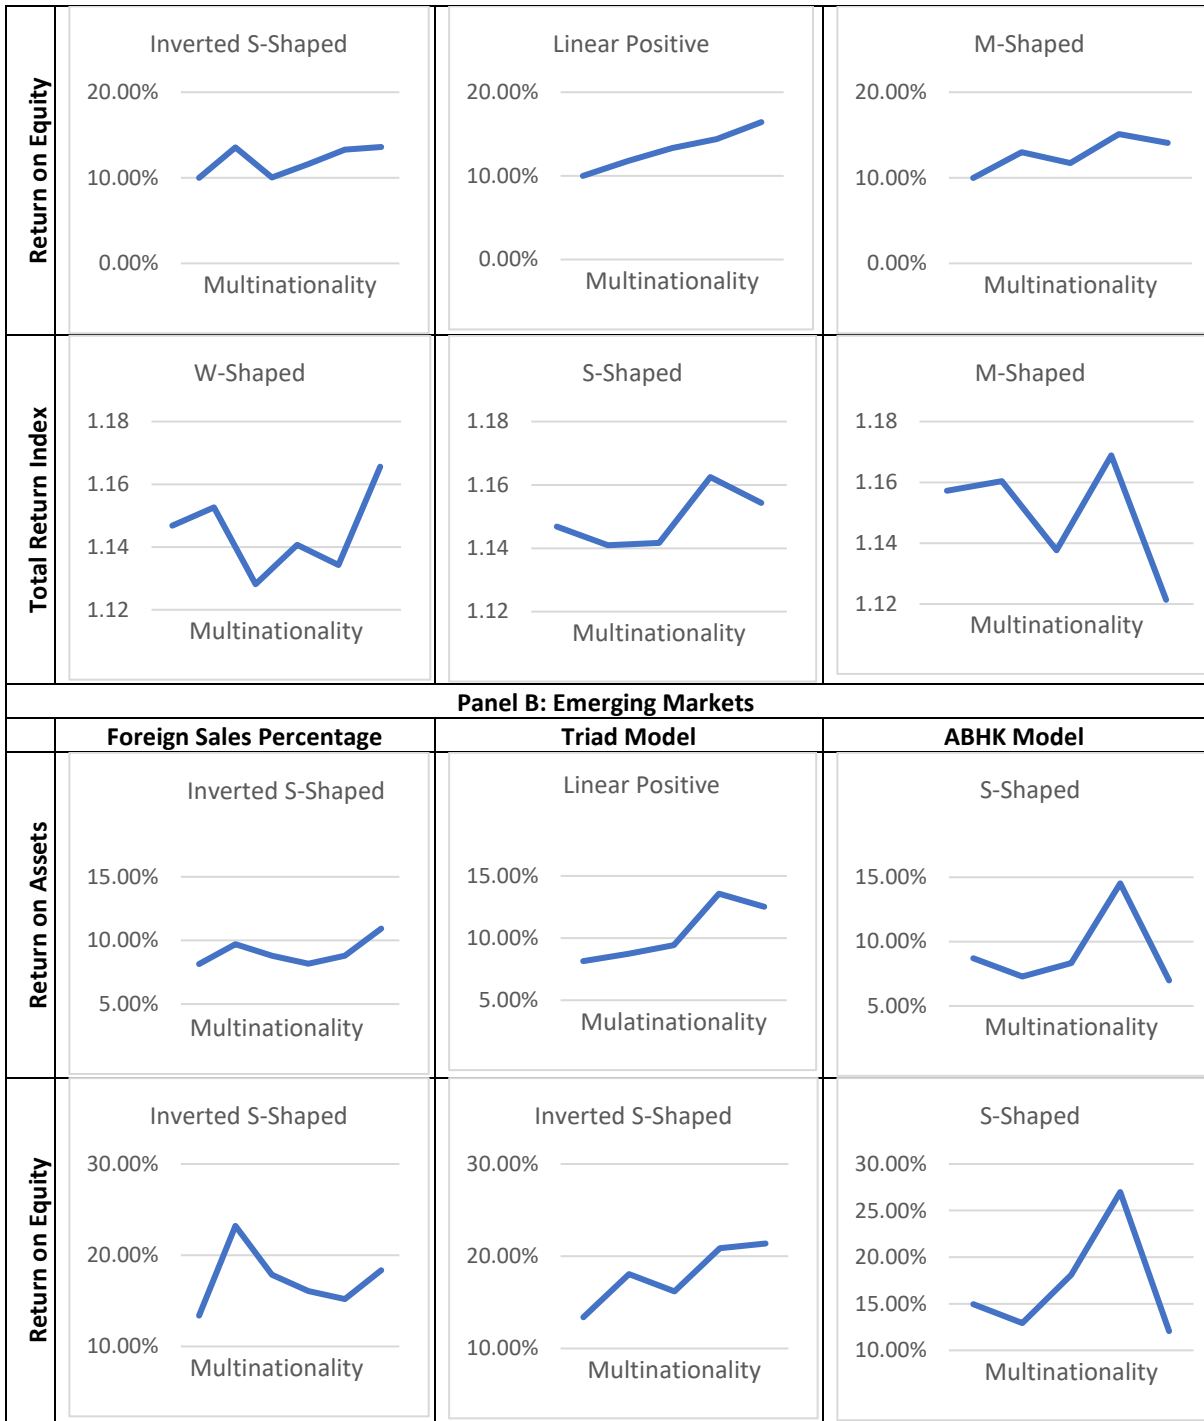 Return on Equity
Inverted S-Shaped
20.00%
10.00%
0.00%
Multinationality
Linear Positive
20.00%
10.00%
0.00%
Multinationality
M-Shaped
20.00%
10.00%
0.00%
Multinationality
Total Return Index
W-Shaped
1.18
1.16
1.14
1.12
Multinationality
S-Shaped
1.18
1.16
1.14
1.12
Multinationality
M-Shaped
1.18
1.16
1.14
1.12
Multinationality
Panel B: Emerging Markets
Foreign Sales Percentage
Triad Model
ABHK Model
Return on Assets
Inverted S-Shaped
15.00%
10.00%
5.00%
Multinationality
Linear Positive
15.00%
10.00%
5.00%
Mulatinationality
S-Shaped
15.00%
10.00%
5.00%
Multinationality
Return on Equity
Inverted S-Shaped
30.00%
20.00%
10.00%
Multinationality
Inverted S-Shaped
30.00%
20.00%
10.00%
Multinationality
S-Shaped
30.00%
25.00%
20.00%
15.00%
10.00%
Multinationality